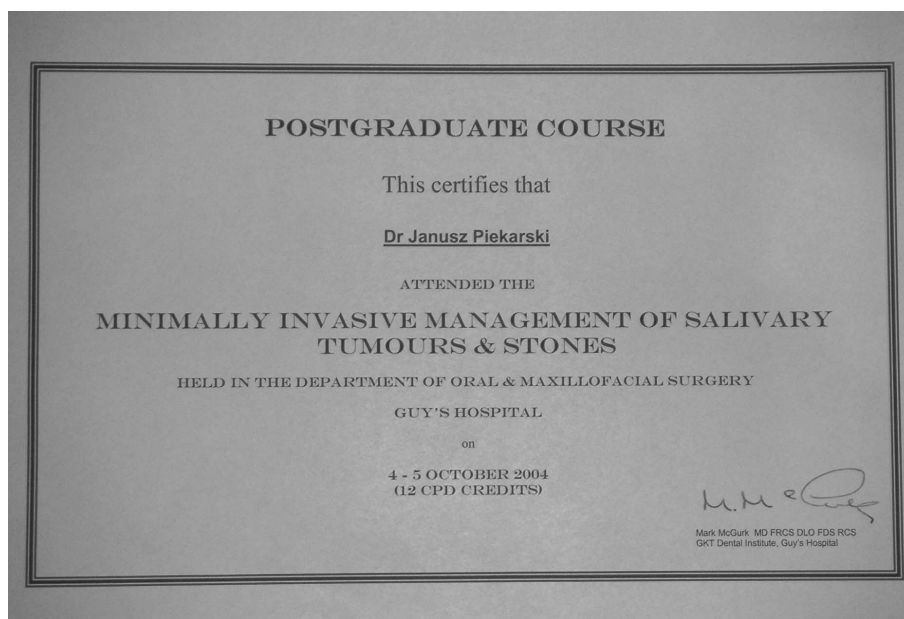 POSTGRADUATE COURSE
This certifies that
Dr Janusz Piekarski
ATTENDED THE
MINIMALLY INVASIVE MANAGEMENT OF SALIVARY
TUMOURS & STONES
HELD IN THE DEPARTMENT OF ORAL & MAXILLOFACIAL SURGERY
GUY'S HOSPITAL
on
4 - 5 OCTOBER 2004
(12 CPD CREDITS)
M. McGurk
Mark McGurk MD FRCS DLO FDS RCS
GKT Dental Institute, Guy's Hospital